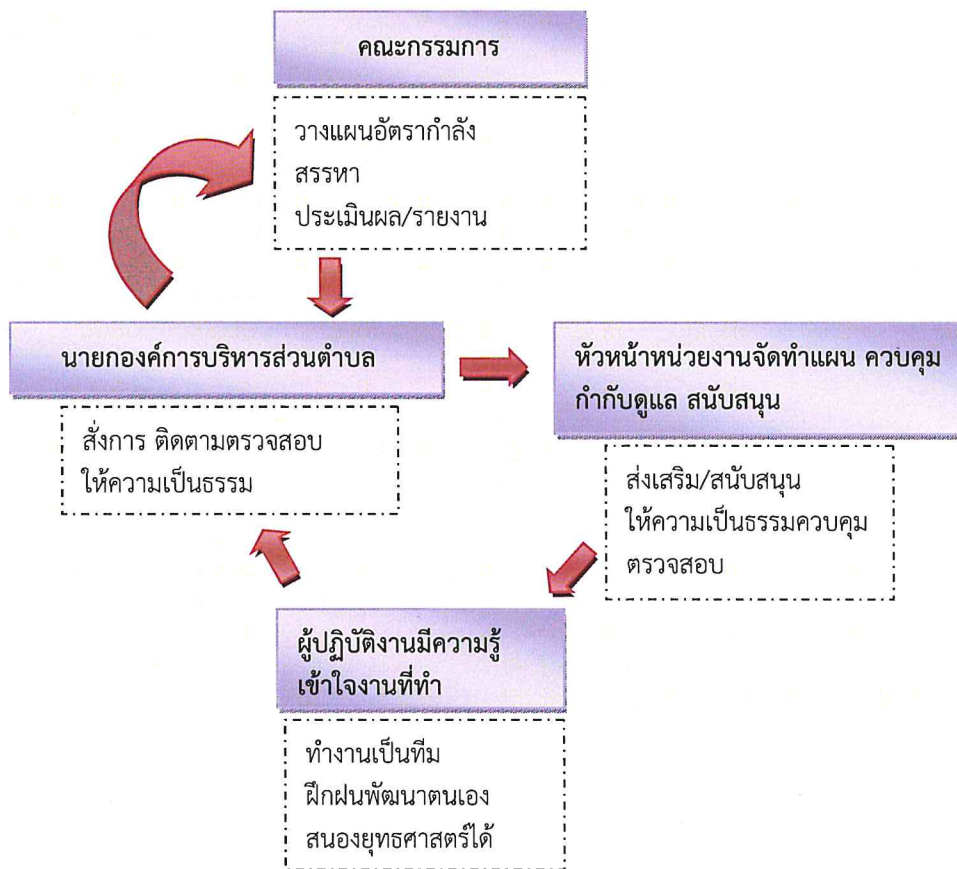 คณะกรรมการ
วางแผนอัตรากำลัง
สรรหา
ประเมินผล/รายงาน
นายกองค์การบริหารส่วนตำบล
สั่งการ ติดตามตรวจสอบ
ให้ความเป็นธรรม
หัวหน้าหน่วยงานจัดทำแผน ควบคุม
กำกับดูแล สนับสนุน
ส่งเสริม/สนับสนุน
ให้ความเป็นธรรมควบคุม
ตรวจสอบ
ผู้ปฏิบัติงานมีความรู้
เข้าใจงานที่ทำ
ทำงานเป็นทีม
ฝึกฝนพัฒนาตนเอง
สนองยุทธศาสตร์ได้